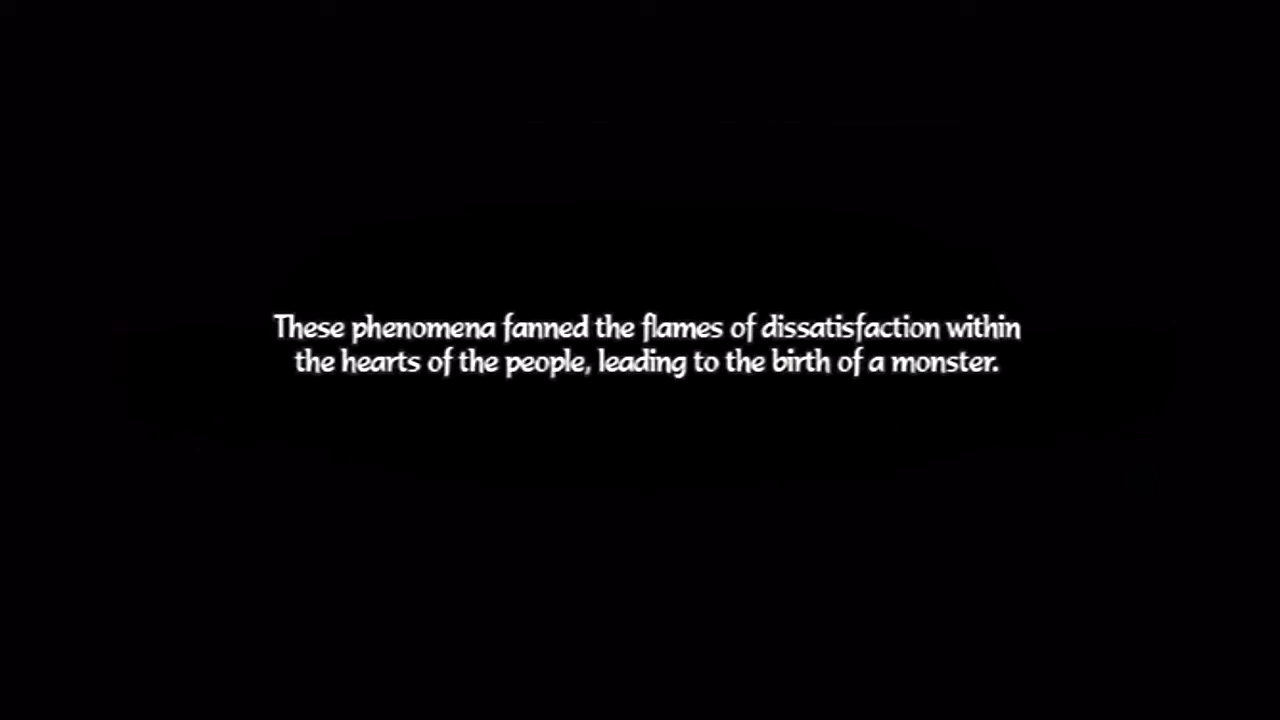 These phenomena fanned the flames of dissatisfaction within
the hearts of the people, leading to the birth of a monster.